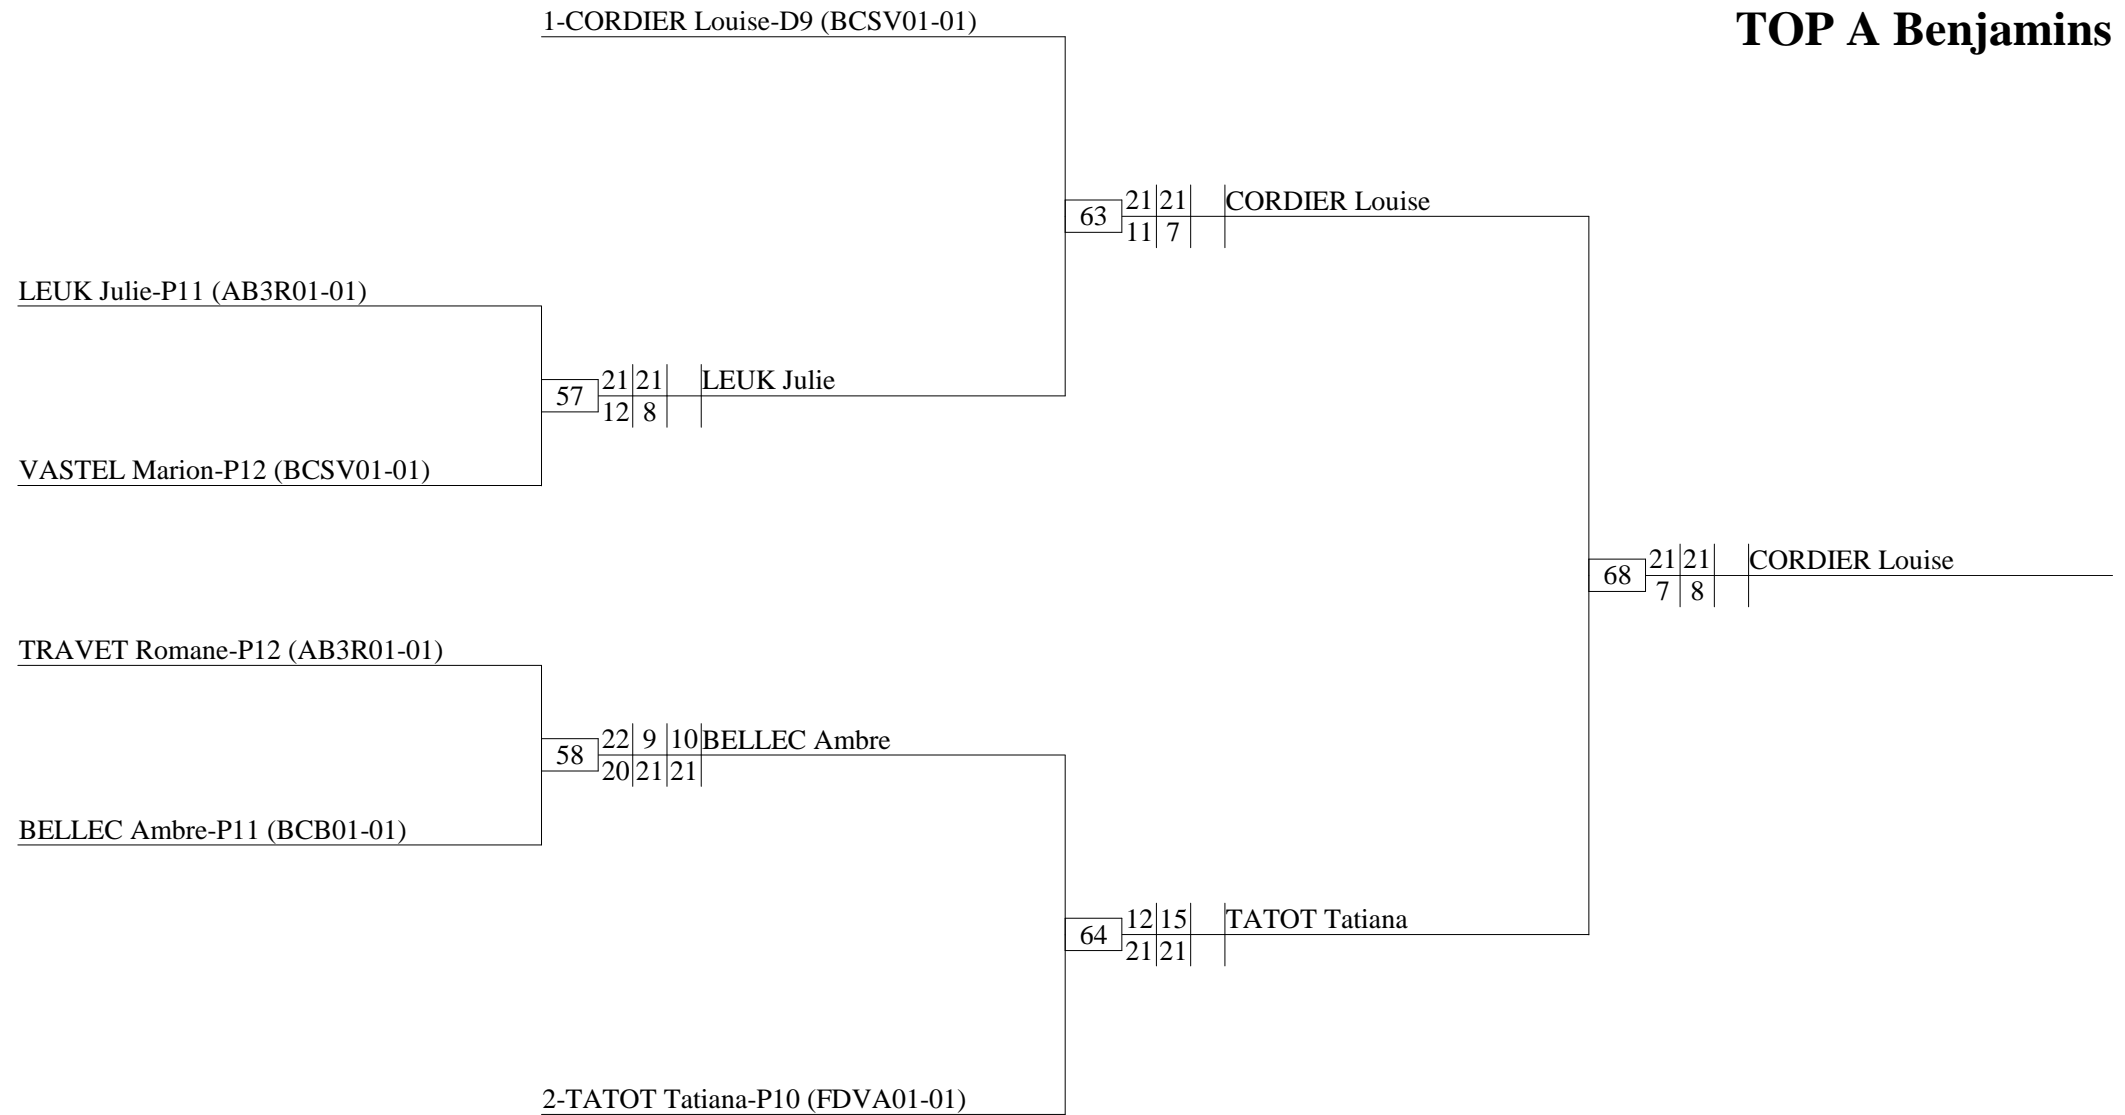 TOP A Benjamins
1-CORDIER Louise-D9 (BCSV01-01)
63 21 21 CORDIER Louise
11 7
LEUK Julie-P11 (AB3R01-01)
57 21 21 LEUK Julie
12 8
VASTEL Marion-P12 (BCSV01-01)
68 21 21 CORDIER Louise
7 8
TRAVET Romane-P12 (AB3R01-01)
58 22 9 10 BELLEC Ambre
20 21 21
BELLEC Ambre-P11 (BCB01-01)
64 12 15 TATOT Tatiana
21 21
2-TATOT Tatiana-P10 (FDVA01-01)